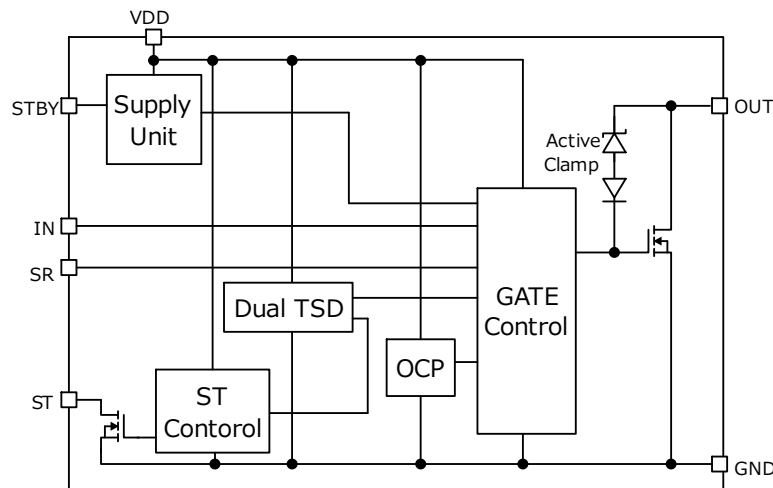 VDD
STBY
Supply
Unit
OUT
Active
Clamp
IN
SR
GATE
Control
Dual TSD
OCP
ST
ST
Contorol
GND